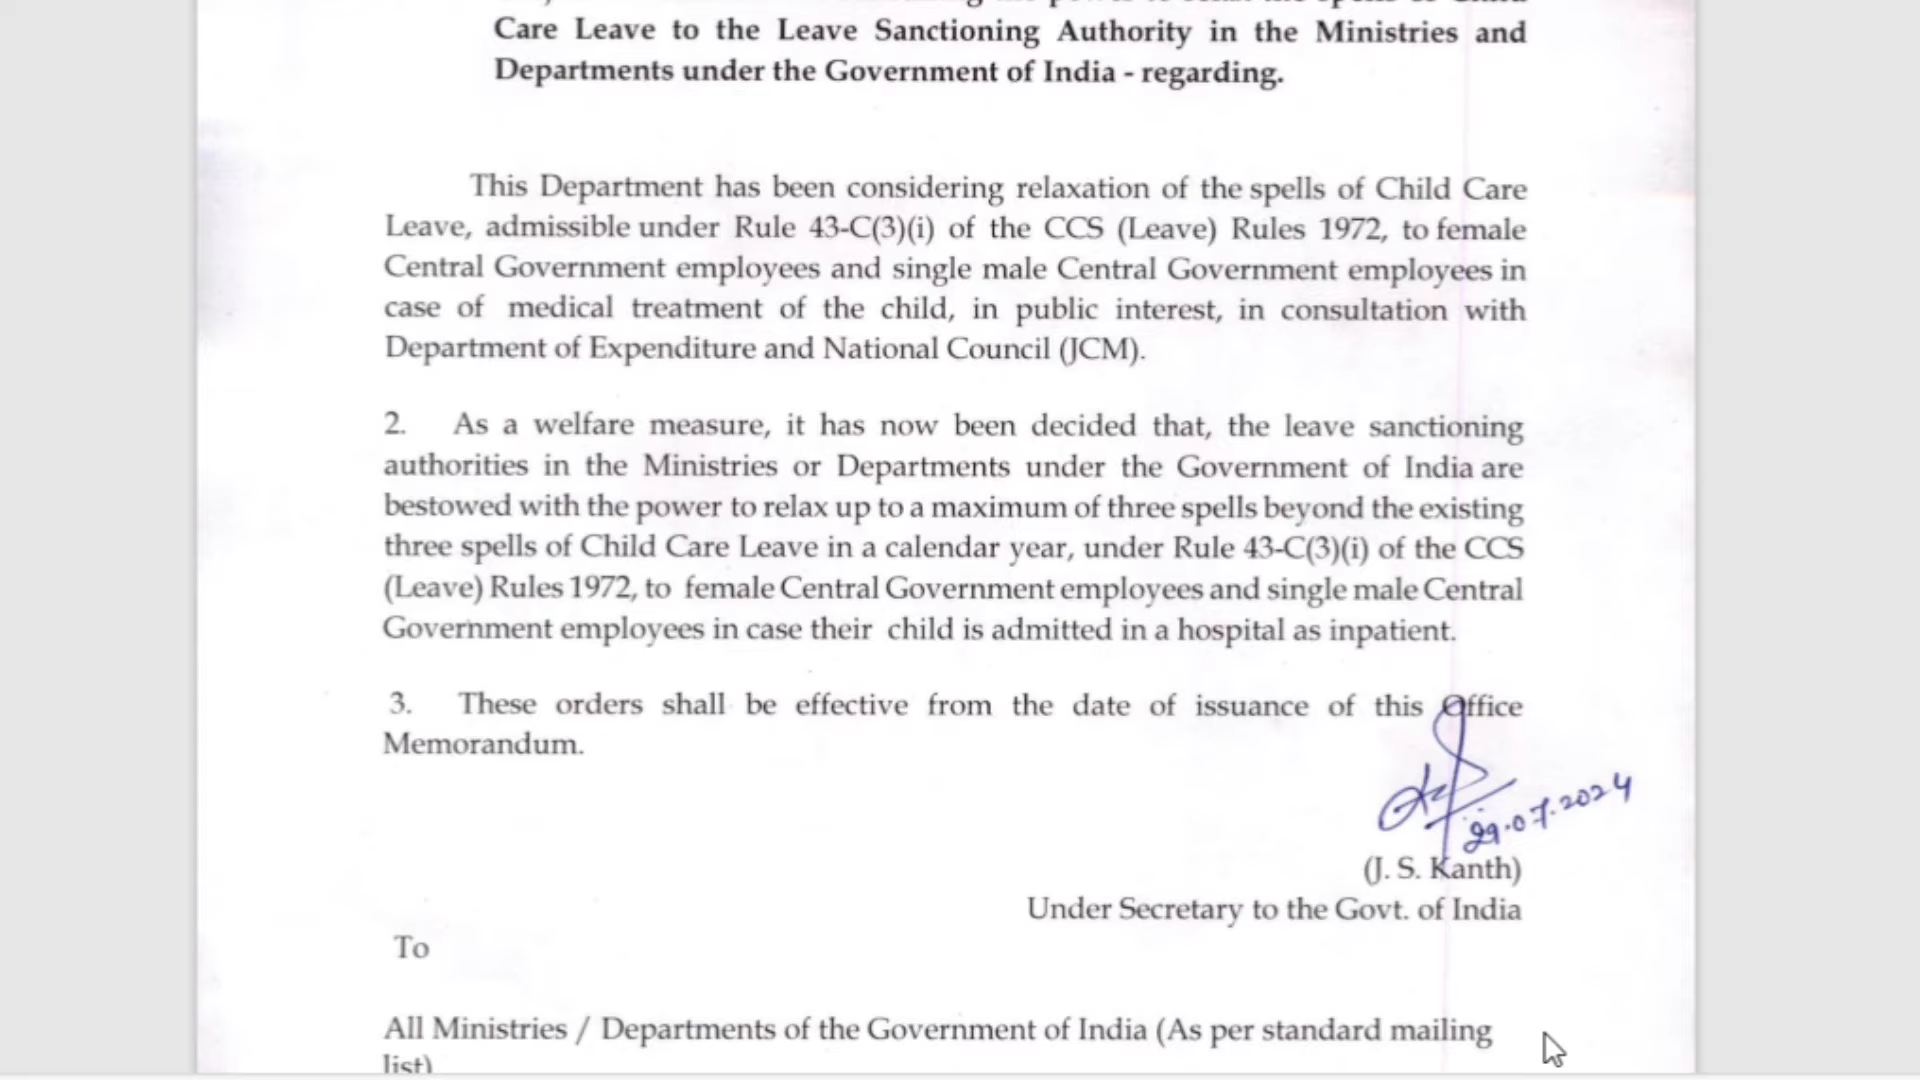 the power to relax the spells of Child
Care Leave to the Leave Sanctioning Authority in the Ministries and
Departments under the Government of India - regarding.
This Department has been considering relaxation of the spells of Child Care
Leave, admissible under Rule 43-C(3)(i) of the CCS (Leave) Rules 1972, to female
Central Government employees and single male Central Government employees in
case of medical treatment of the child, in public interest, in consultation with
Department of Expenditure and National Council (JCM).
2. As a welfare measure, it has now been decided that, the leave sanctioning
authorities in the Ministries or Departments under the Government of India are
bestowed with the power to relax up to a maximum of three spells beyond the existing
three spells of Child Care Leave in a calendar year, under Rule 43-C(3)(i) of the CCS
(Leave) Rules 1972, to female Central Government employees and single male Central
Government employees in case their child is admitted in a hospital as inpatient.
3. These orders shall be effective from the date of issuance of this Office
Memorandum.
29.07.2024
(J. S. Kanth)
Under Secretary to the Govt. of India
To
All Ministries / Departments of the Government of India (As per standard mailing
list)